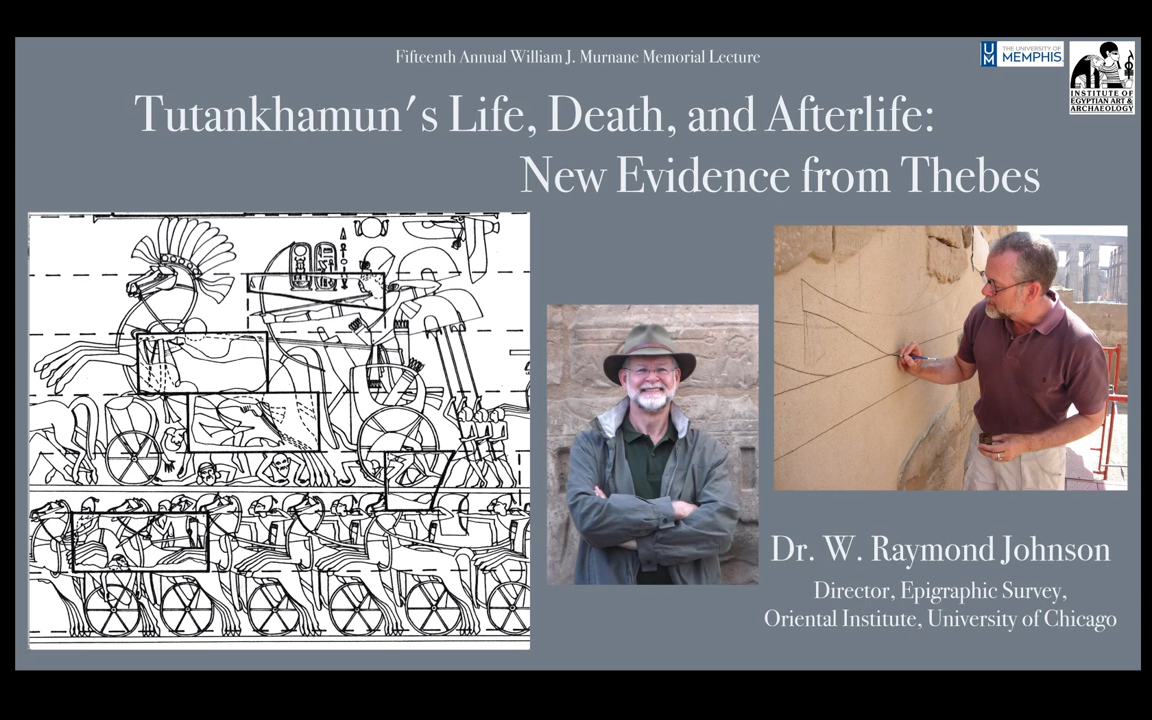 Fifteenth Annual William J. Murnane Memorial Lecture
UM
THE UNIVERSITY OF
MEMPHIS.
INSTITUTE OF
EGYPTIAN ART &
ARCHAEOLOGY
Tutankhamun's Life, Death, and Afterlife:
New Evidence from Thebes
Dr. W. Raymond Johnson
Director, Epigraphic Survey,
Oriental Institute, University of Chicago